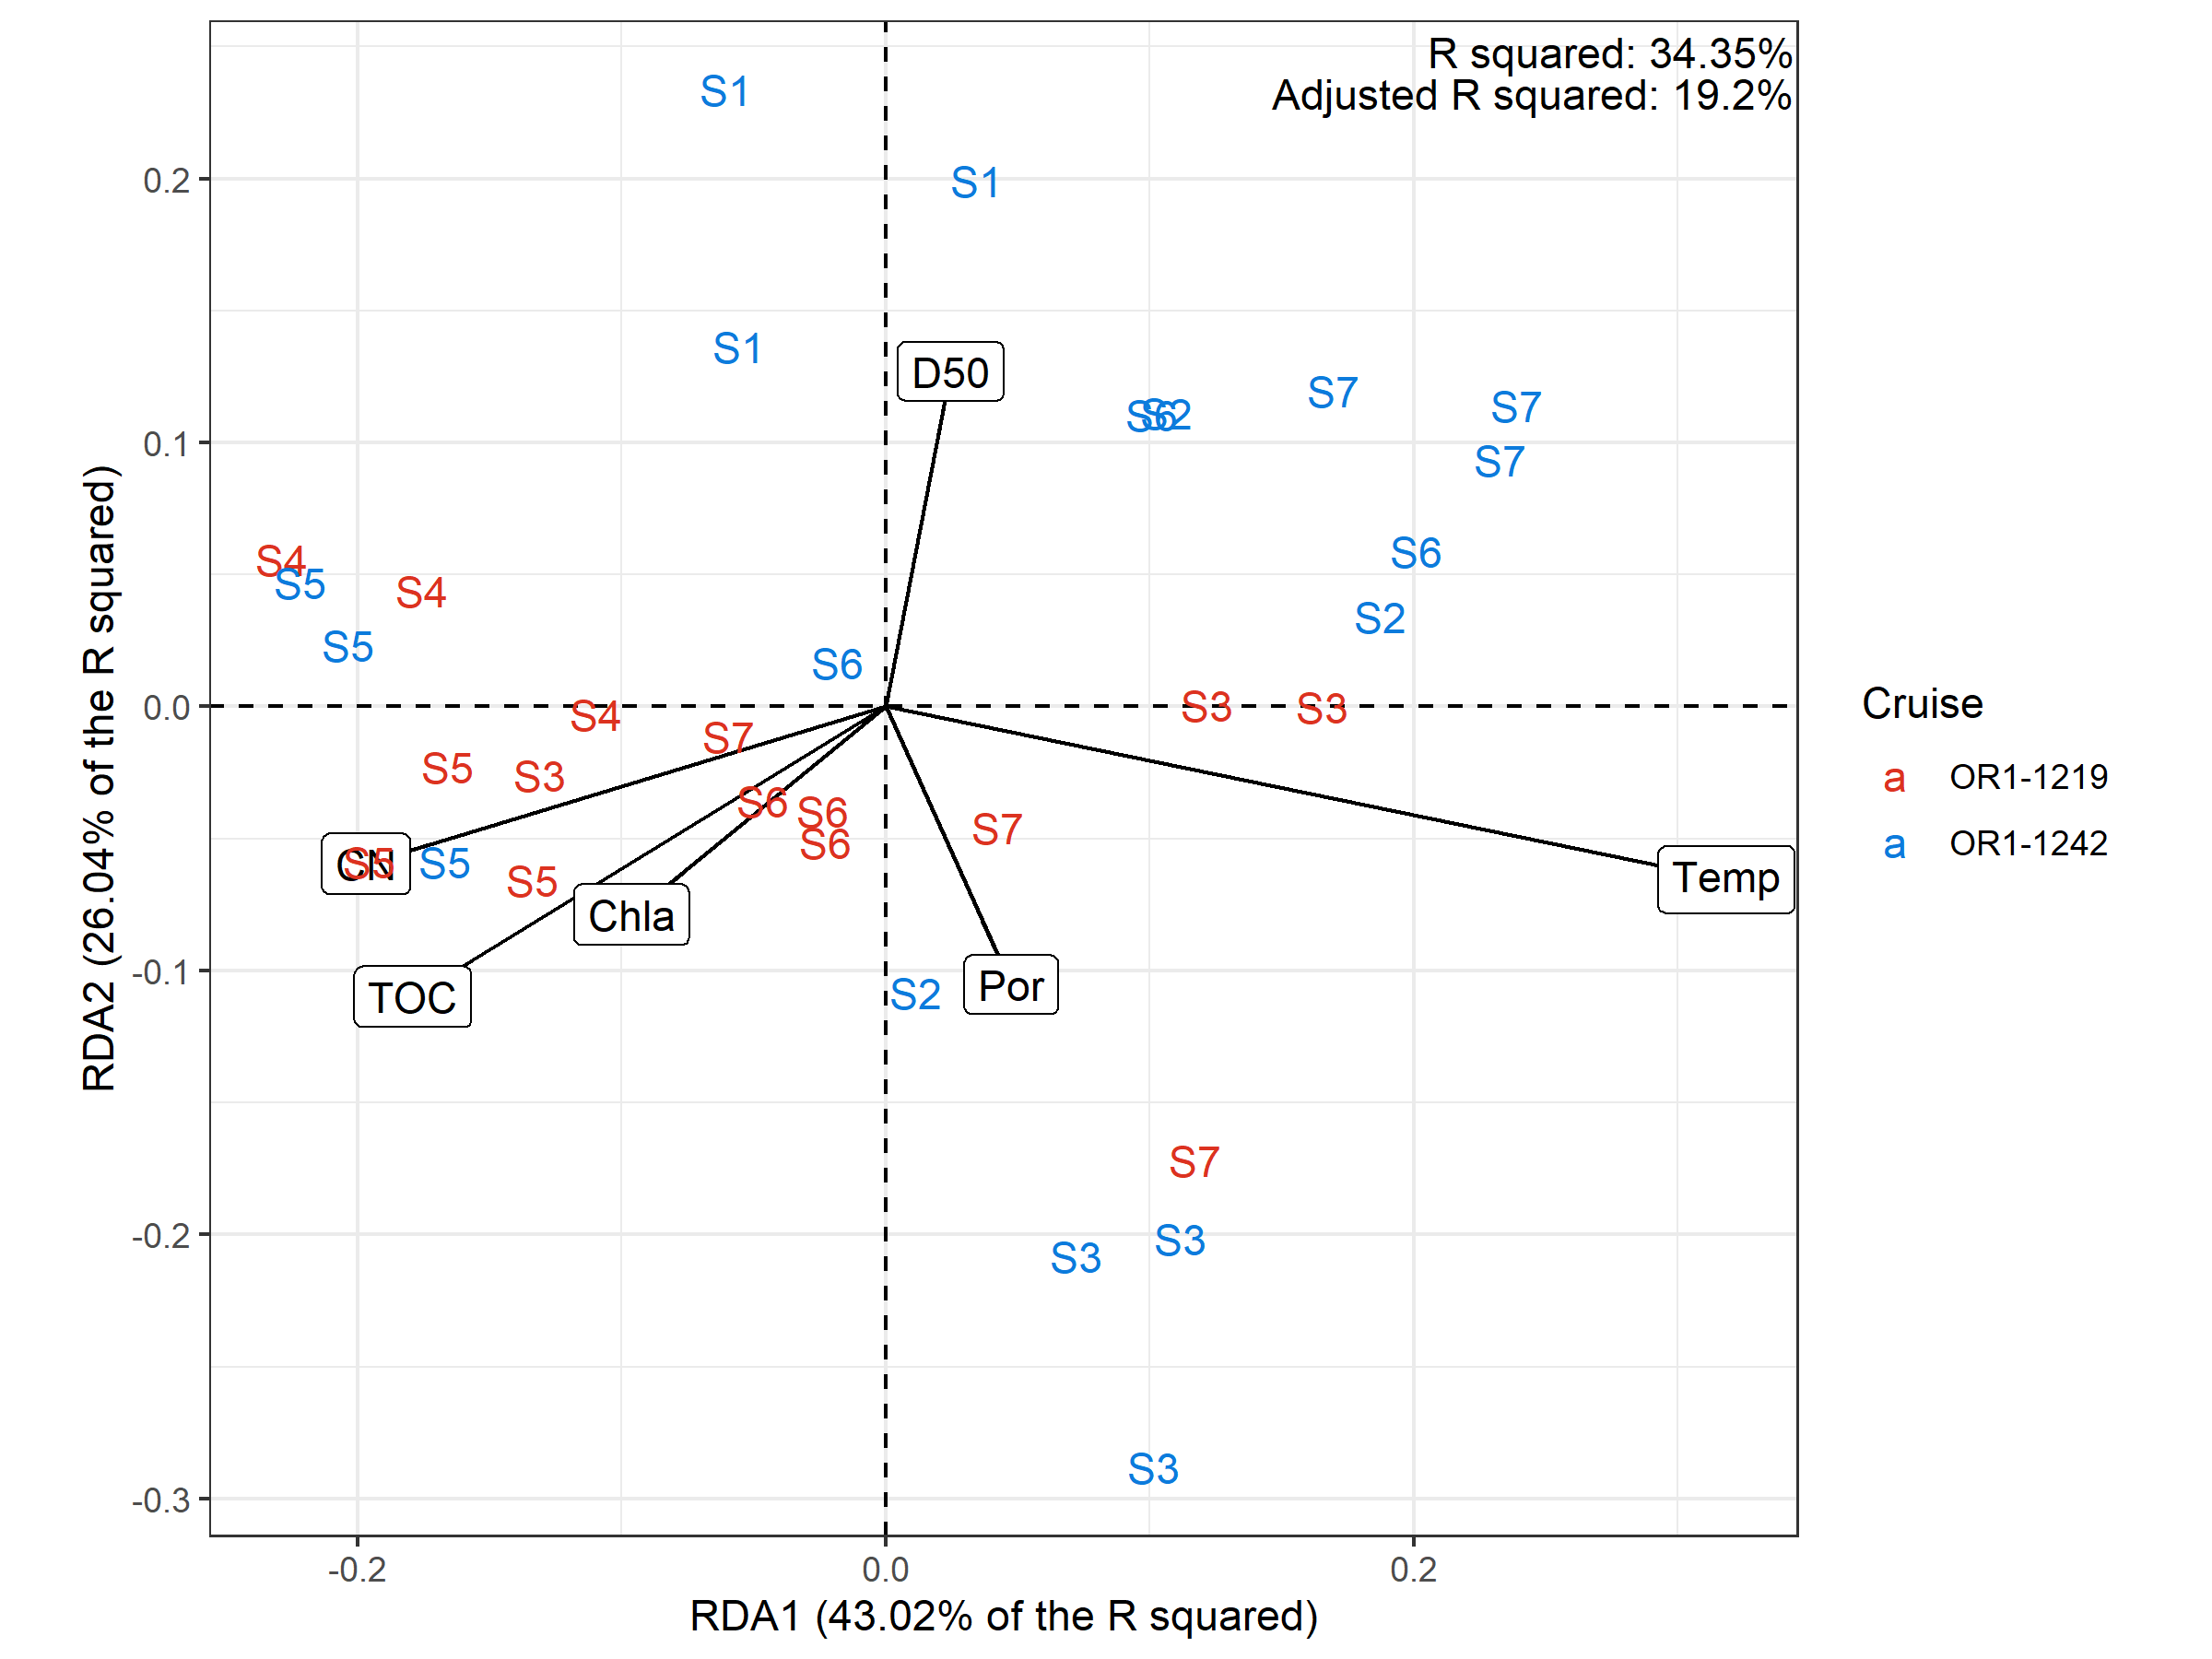 R squared: 34.35%
Adjusted R squared: 19.2%
S1
S1
S1
D50
S7
S7
S6
S2
S7
S6
S2
S4
S5
S4
S5
S6
S3
S3
S4
S7
S5
S3
S6
S6
S6
S7
CN
S5
S5
S5
Chla
Temp
TOC
Por
S2
S7
S3
S3
S3
0.2
0.1
0.0
-0.1
-0.2
-0.3
-0.2
0.0
0.2
RDA1 (43.02% of the R squared)
RDA2 (26.04% of the R squared)
Cruise
a OR1-1219
a OR1-1242